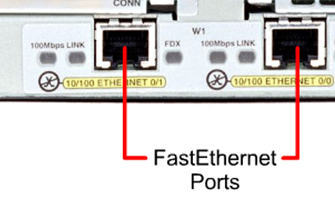 CONN
W1
100Mbps LINK FDX 100Mbps LINK
10/100 ETHERNET 0/1 10/100 ETHERNET 0/0
FastEthernet
Ports